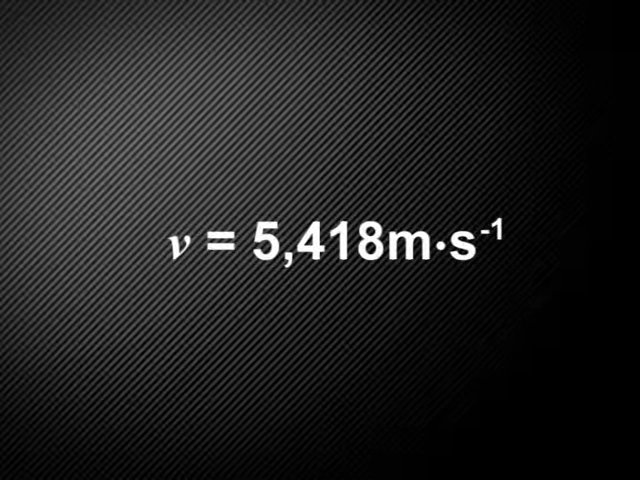 v = 5,418m·s⁻¹